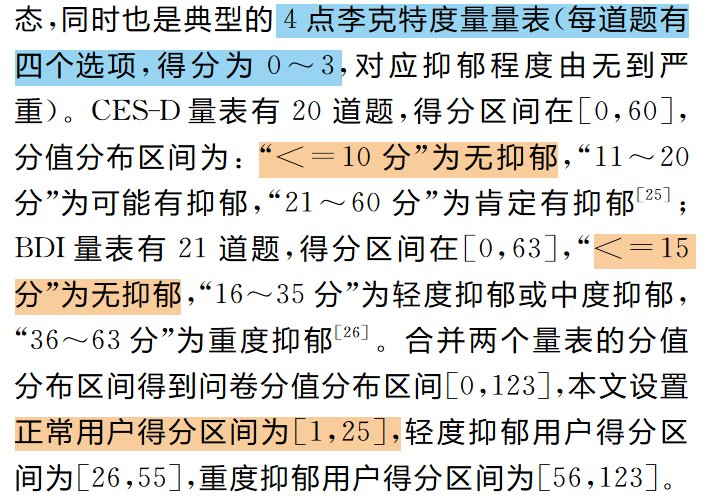 态,同时也是典型的 4 点李克特度量量表(每道题有
四个选项,得分为 0～3,对应抑郁程度由无到严
重)。CES-D 量表有 20 道题,得分区间在[0,60],
分值分布区间为:“<=10 分”为无抑郁,“11～20
分”为可能有抑郁,“21～60 分”为肯定有抑郁[25];
BDI 量表有 21 道题,得分区间在[0,63],“<=15
分”为无抑郁,“16～35 分”为轻度抑郁或中度抑郁,
“36～63 分”为重度抑郁[26]。合并两个量表的分值
分布区间得到问卷分值分布区间[0,123],本文设置
正常用户得分区间为[1,25],轻度抑郁用户得分区
间为[26,55],重度抑郁用户得分区间为[56,123]。